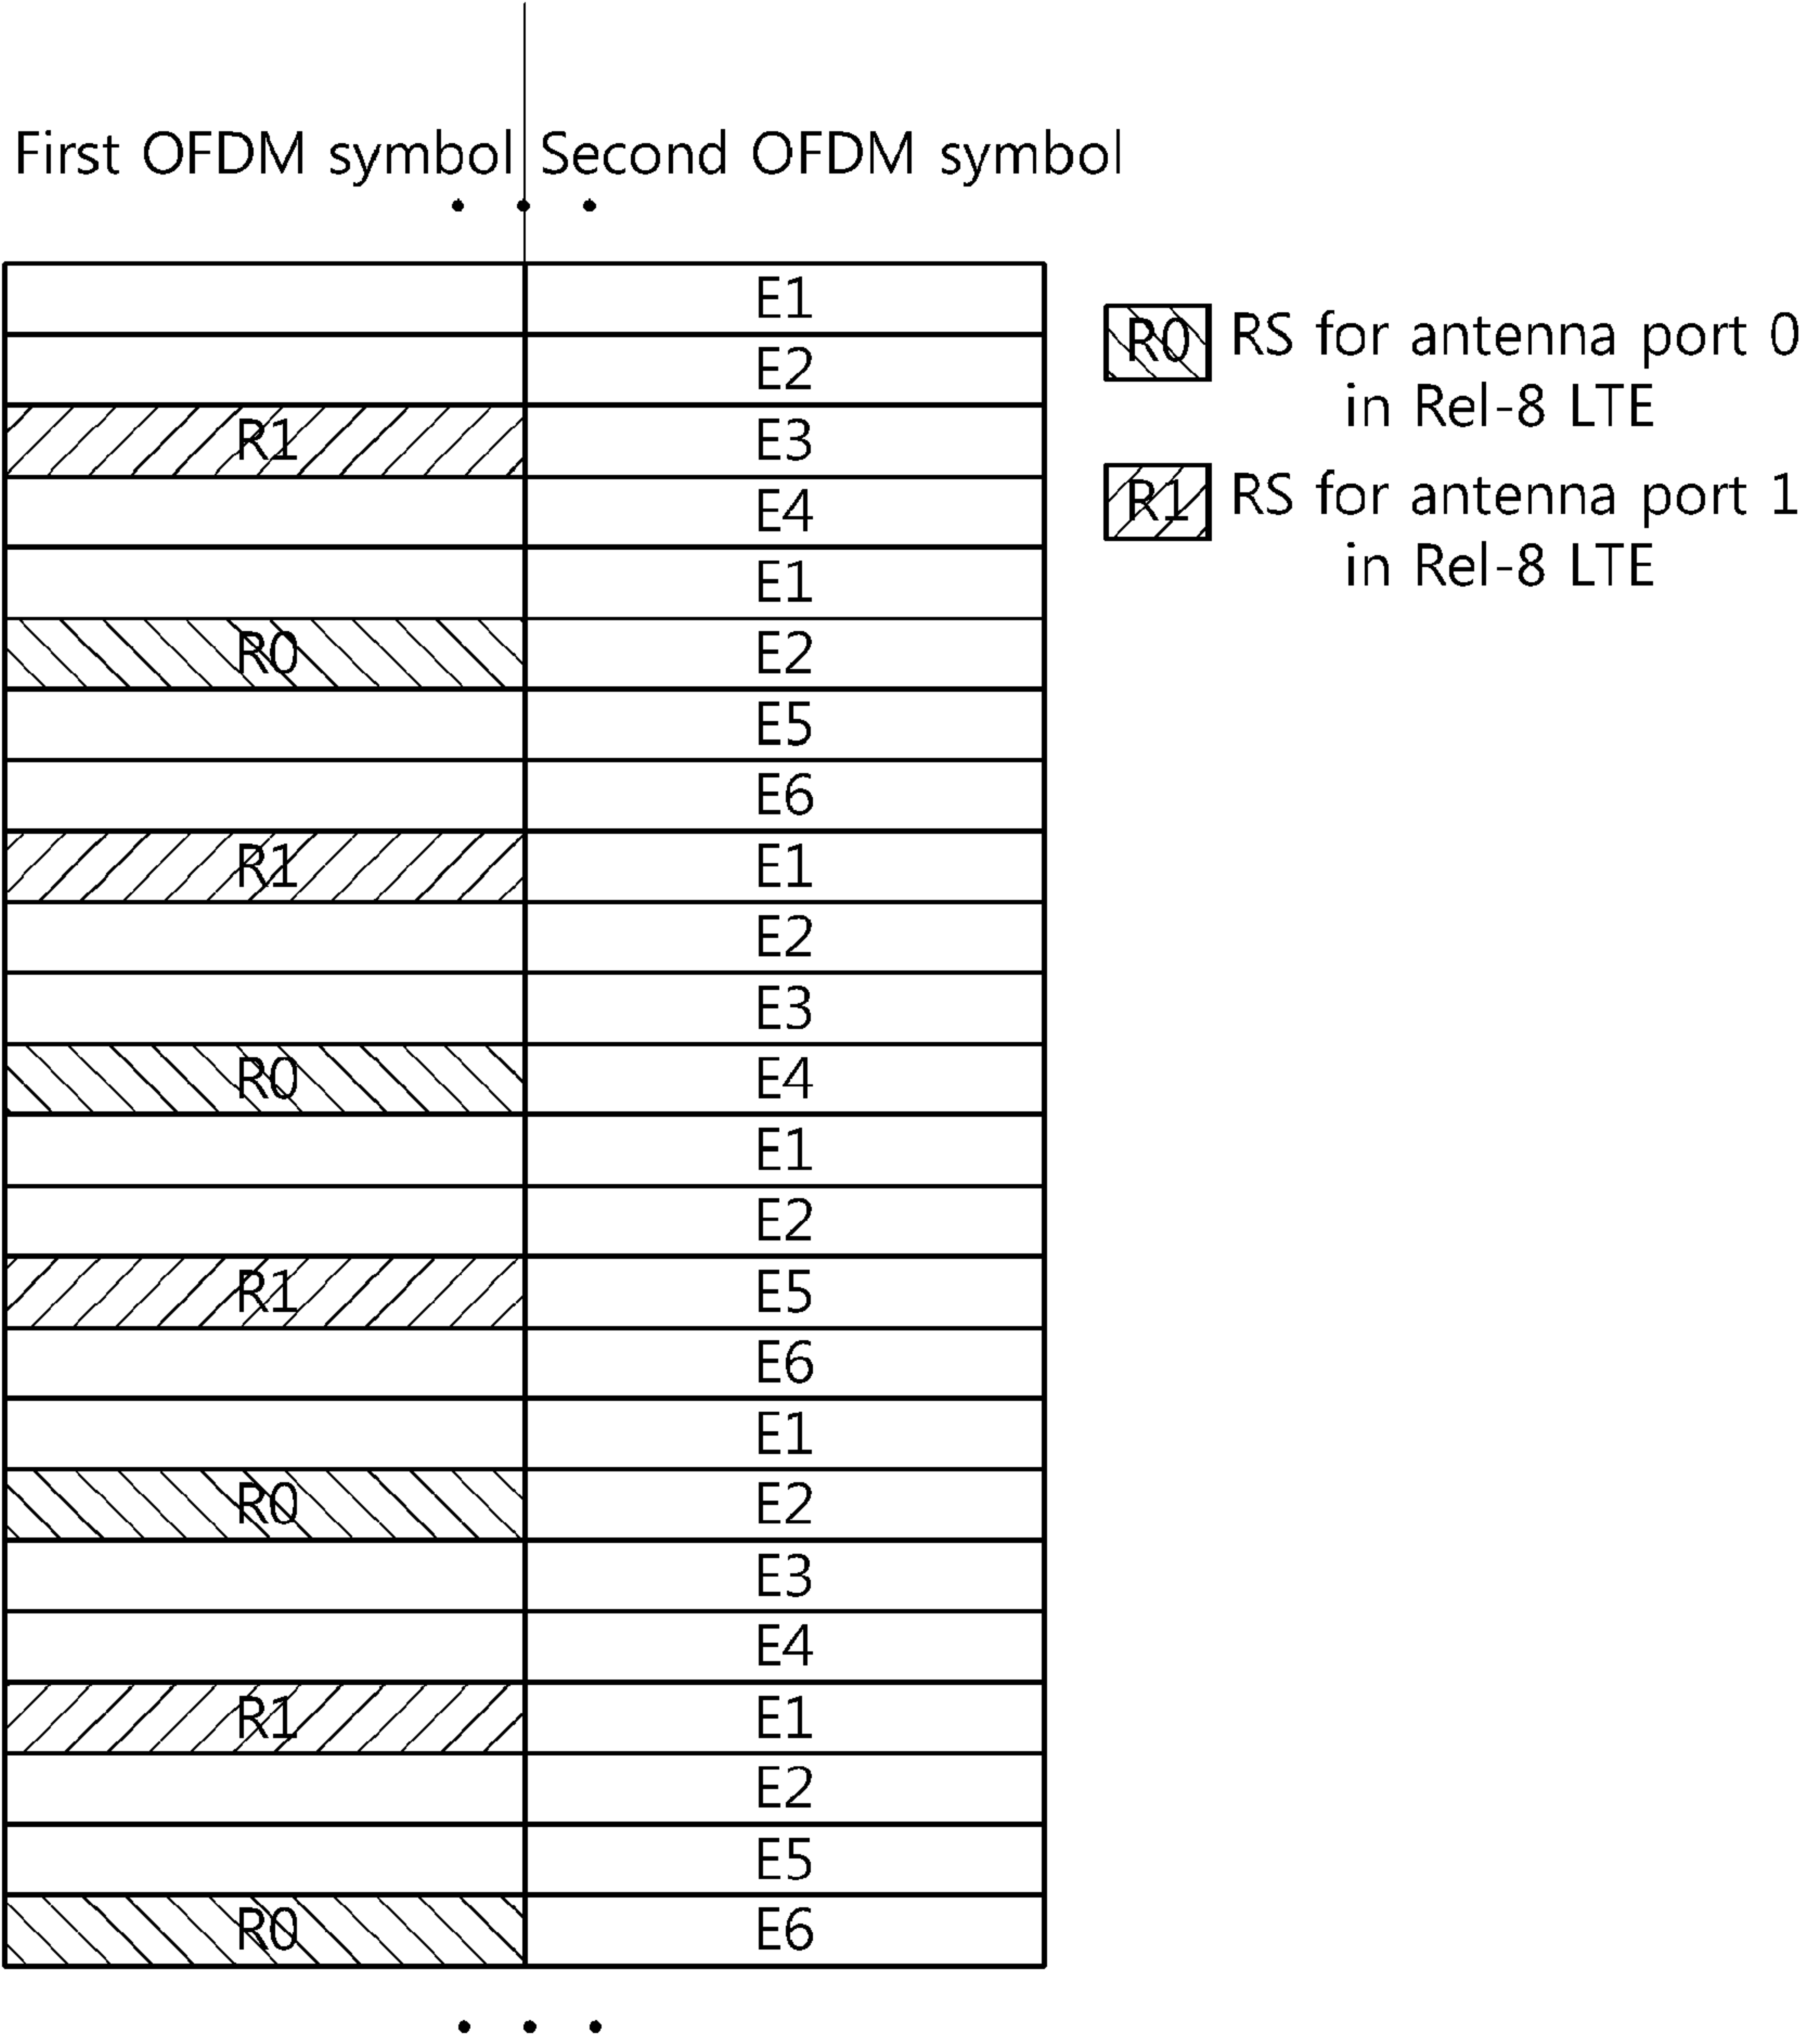 First OFDM symbol Second OFDM symbol
• • •
E1
E2
R1 E3
E4
E1
R0 E2
E5
E6
R1 E1
E2
E3
R0 E4
E1
E2
R1 E5
E6
E1
R0 E2
E3
E4
R1 E1
E2
E5
R0 E6
• • •
R0 RS for antenna port 0
in Rel-8 LTE
R1 RS for antenna port 1
in Rel-8 LTE